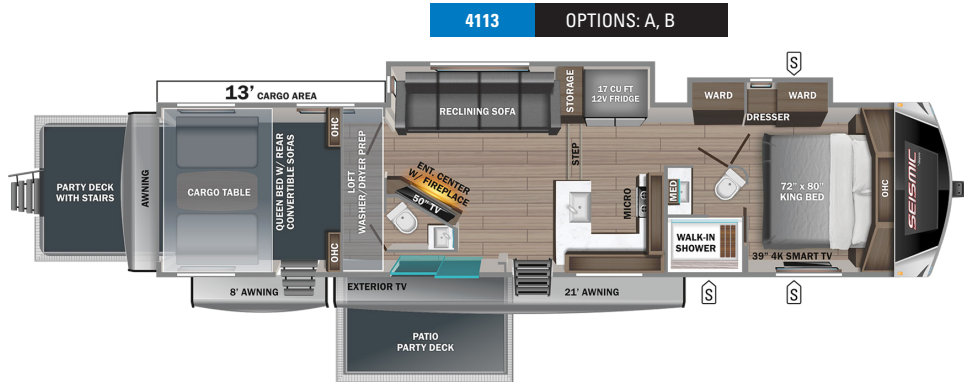 4113
OPTIONS: A, B
13' CARGO AREA
PARTY DECK
WITH STAIRS
AWNING
CARGO TABLE
QUEEN BED W/ REAR
CONVERTIBLE SOFAS
OHC
OHC
LOFT
WASHER/DRYER PREP
RECLINING SOFA
STORAGE
17 CU FT
12V FRIDGE
ENT. CENTER
W/ FIREPLACE
50" TV
STEP
MICRO
MED
WALK-IN
SHOWER
WARD
WARD
DRESSER
S
72" x 80"
KING BED
OHC
39" 4K SMART TV
SEISMIC
8' AWNING
EXTERIOR TV
21' AWNING
S
S
PATIO
PARTY DECK